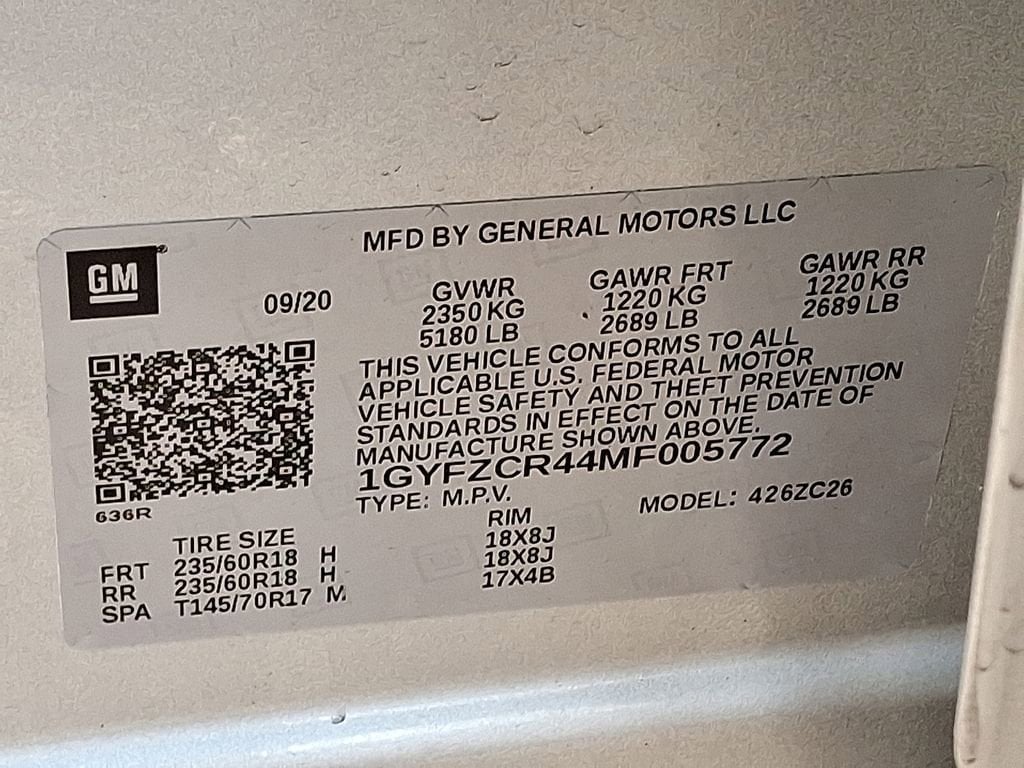 MFD BY GENERAL MOTORS LLC
GM®
09/20
GVWR
2350 KG
5180 LB
GAWR FRT
1220 KG
2689 LB
GAWR RR
1220 KG
2689 LB
THIS VEHICLE CONFORMS TO ALL
APPLICABLE U.S. FEDERAL MOTOR
VEHICLE SAFETY AND THEFT PREVENTION
STANDARDS IN EFFECT ON THE DATE OF
MANUFACTURE SHOWN ABOVE.
1GYFZCR44MF005772
TYPE: M.P.V. MODEL: 426ZC26
636R
TIRE SIZE RIM
FRT 235/60R18 H 18X8J
RR 235/60R18 H 18X8J
SPA T145/70R17 M 17X4B